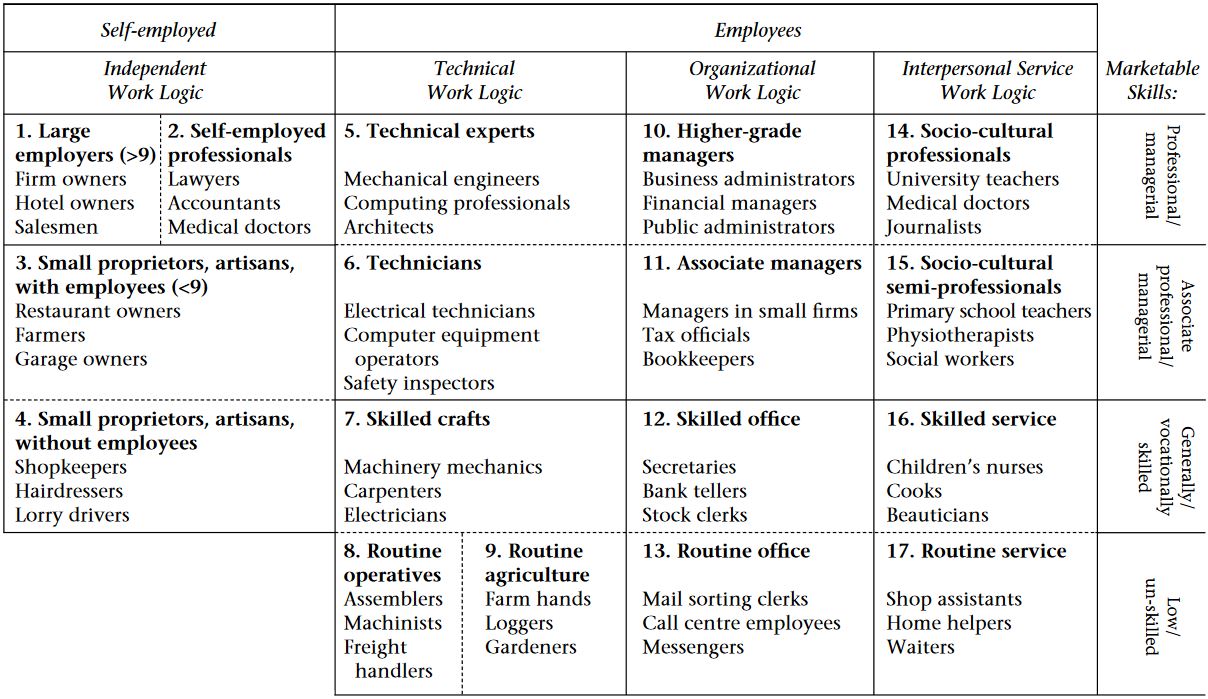 Self-employed
Employees
Independent
Work Logic
Technical
Work Logic
Organizational
Work Logic
Interpersonal Service
Work Logic
Marketable
Skills:
1. Large
employers (>9)
Firm owners
Hotel owners
Salesmen
2. Self-employed
professionals
Lawyers
Accountants
Medical doctors
5. Technical experts
Mechanical engineers
Computing professionals
Architects
10. Higher-grade
managers
Business administrators
Financial managers
Public administrators
14. Socio-cultural
professionals
University teachers
Medical doctors
Journalists
Professional/
managerial
3. Small proprietors, artisans,
with employees (<9)
Restaurant owners
Farmers
Garage owners
6. Technicians
Electrical technicians
Computer equipment
operators
Safety inspectors
11. Associate managers
Managers in small firms
Tax officials
Bookkeepers
15. Socio-cultural
semi-professionals
Primary school teachers
Physiotherapists
Social workers
Associate
professional/
managerial
4. Small proprietors, artisans,
without employees
Shopkeepers
Hairdressers
Lorry drivers
7. Skilled crafts
Machinery mechanics
Carpenters
Electricians
12. Skilled office
Secretaries
Bank tellers
Stock clerks
16. Skilled service
Children's nurses
Cooks
Beauticians
Generally/
vocationally
skilled
8. Routine
operatives
Assemblers
Machinists
Freight
handlers
9. Routine
agriculture
Farm hands
Loggers
Gardeners
13. Routine office
Mail sorting clerks
Call centre employees
Messengers
17. Routine service
Shop assistants
Home helpers
Waiters
Low/
un-skilled